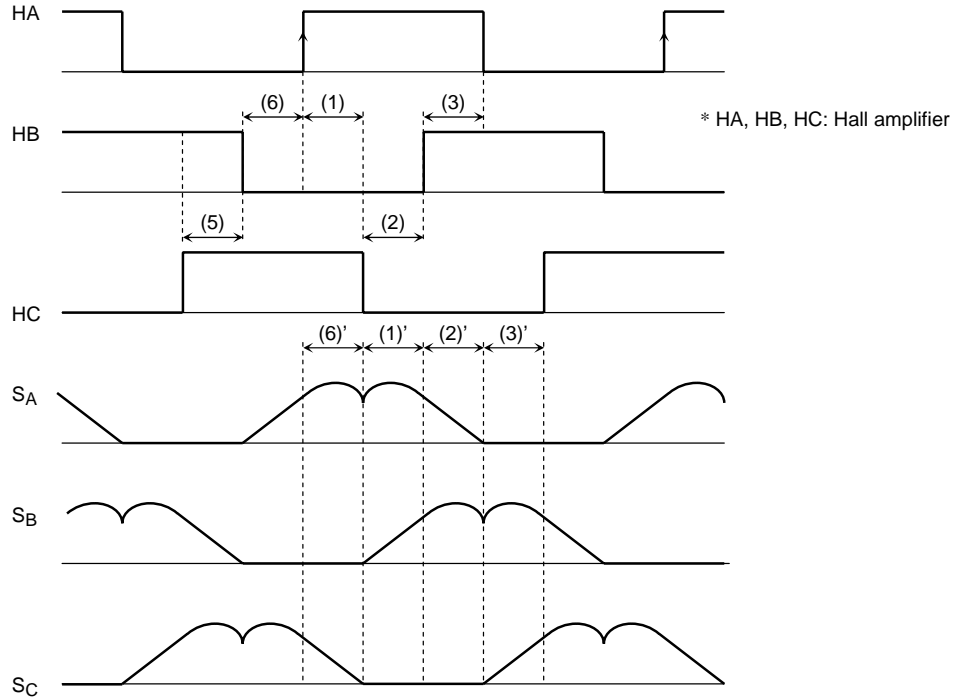 HA
(6) (1) (3)
* HA, HB, HC: Hall amplifier
HB
(5) (2)
HC
(6)’ (1)’ (2)’ (3)’
SA
SB
SC